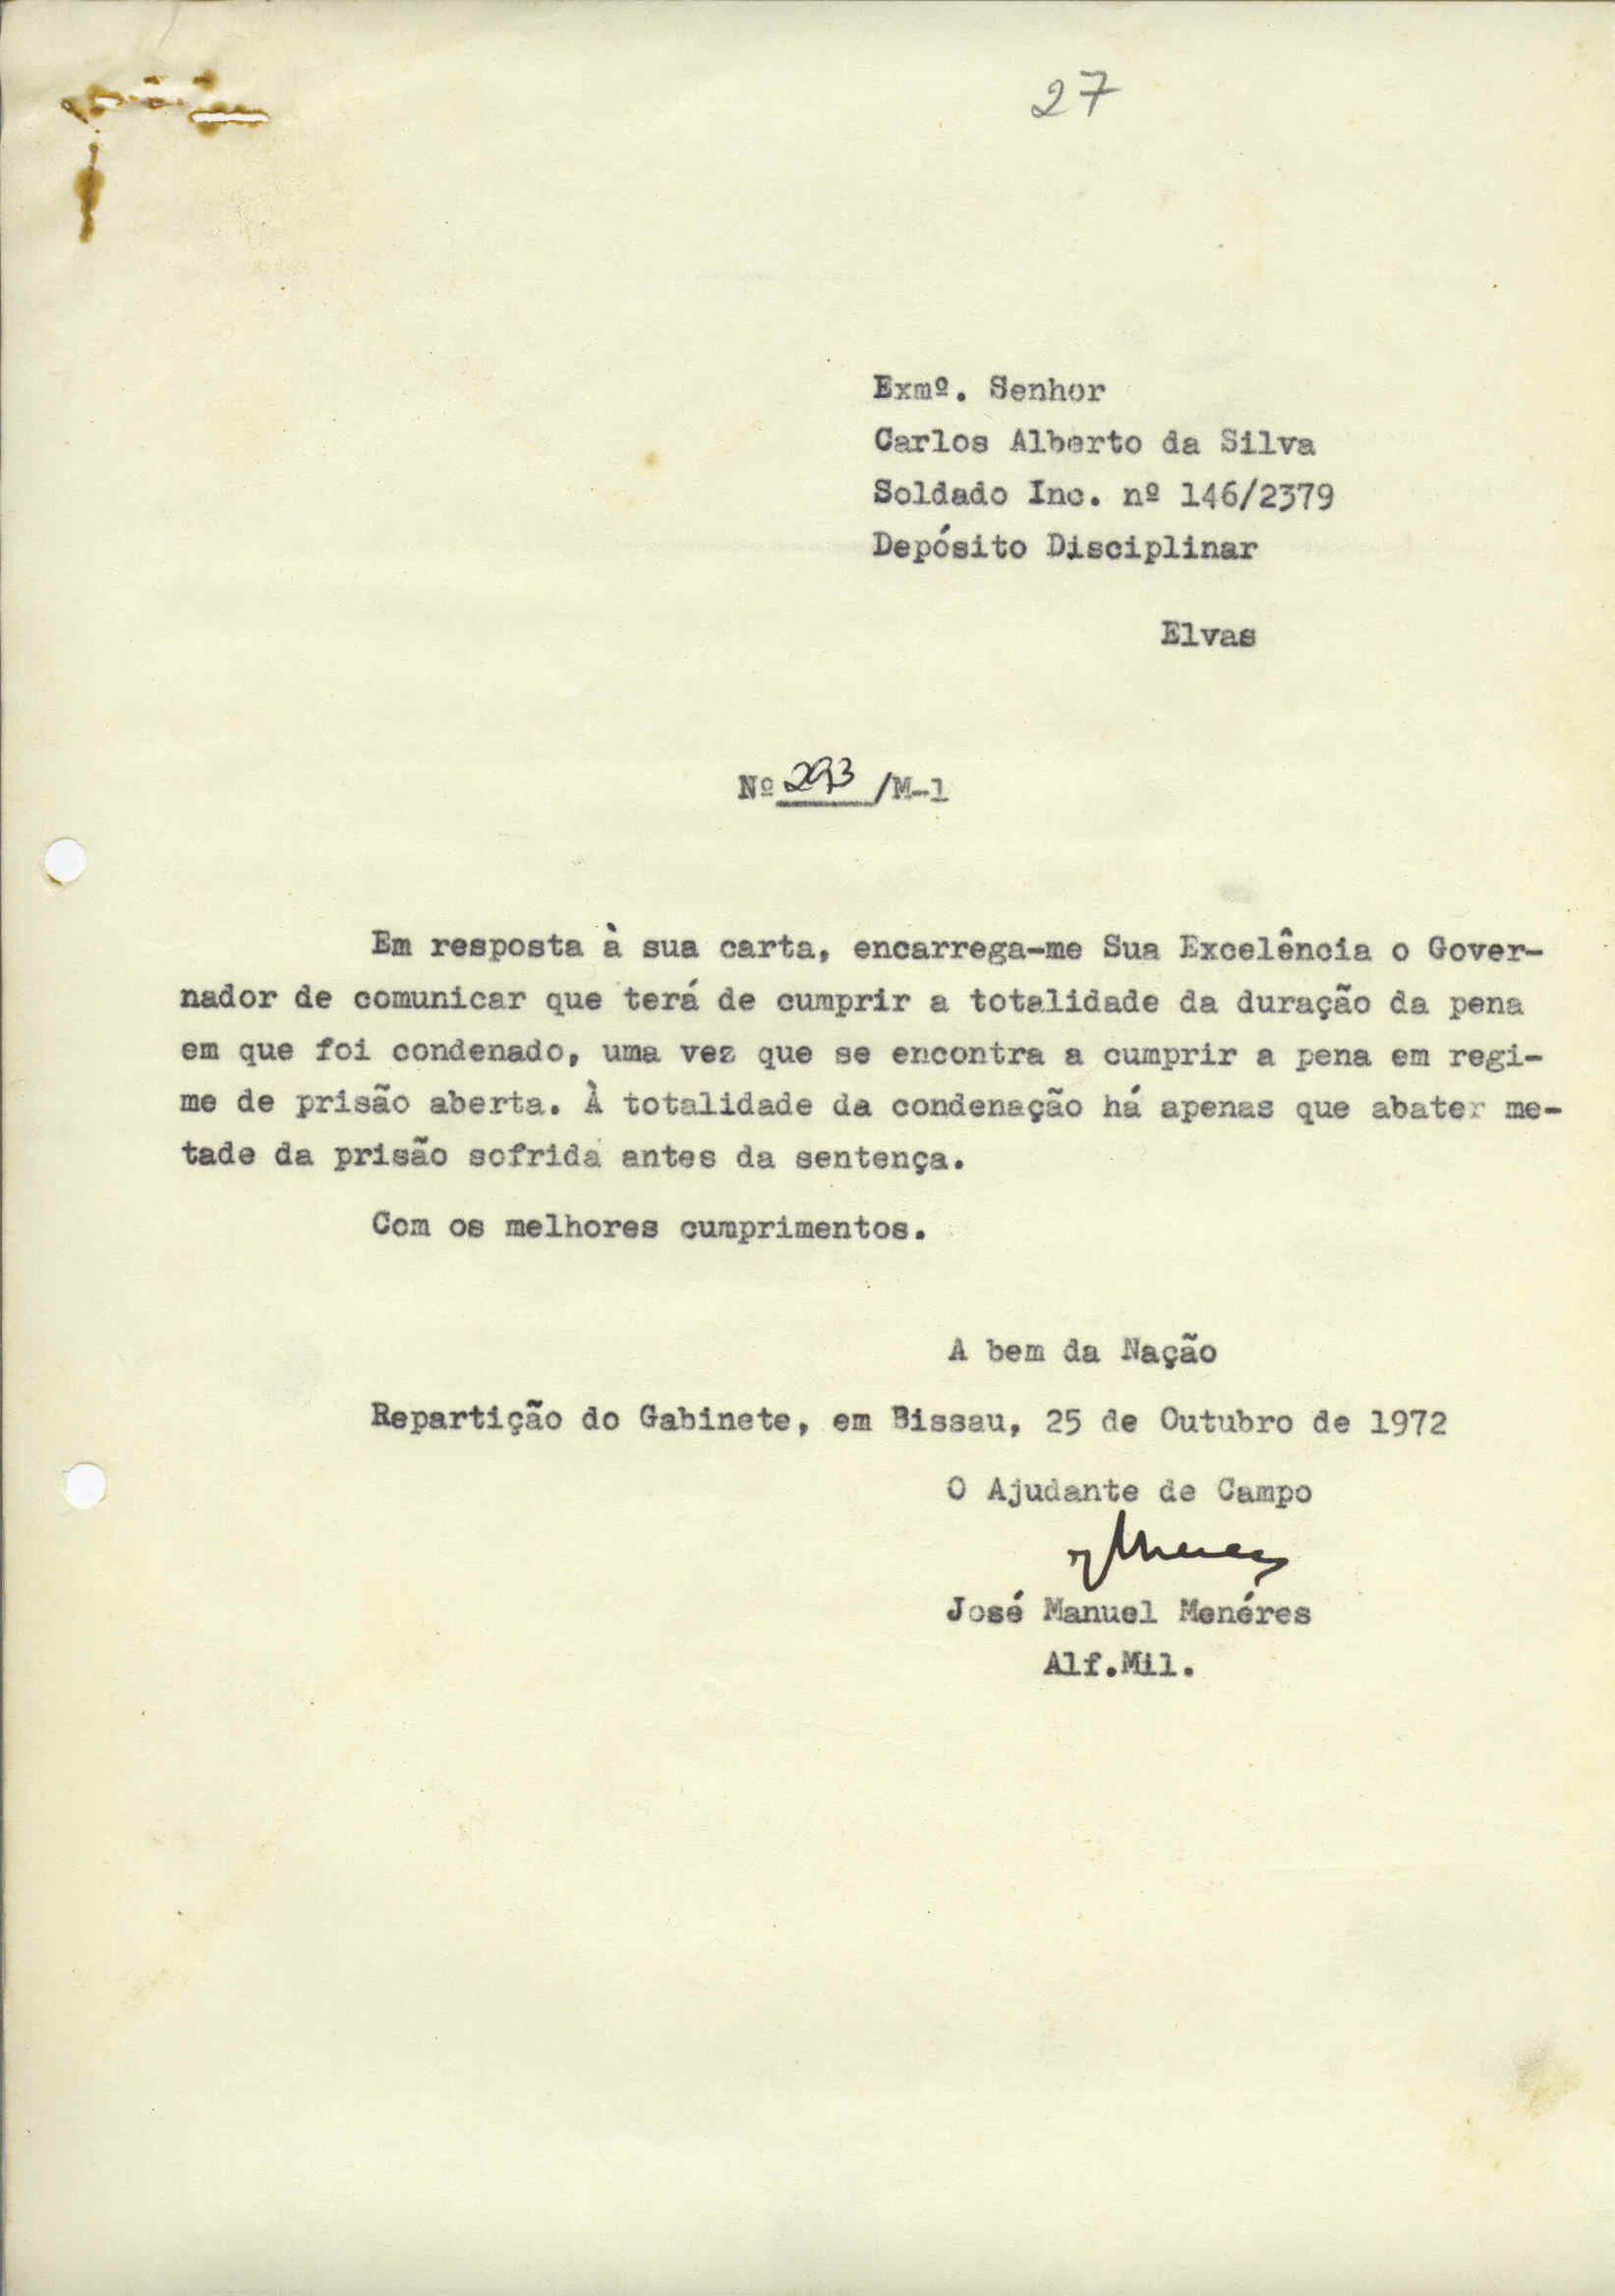 27
Exmº. Senhor
Carlos Alberto da Silva
Soldado Inc. nº 146/2379
Depósito Disciplinar
Elvas
Nº 293 /M-1
Em resposta à sua carta, encarrega-me Sua Excelência o Gover-
nador de comunicar que terá de cumprir a totalidade da duração da pena
em que foi condenado, uma vez que se encontra a cumprir a pena em regi-
me de prisão aberta. À totalidade da condenação há apenas que abater me-
tade da prisão sofrida antes da sentença.
Com os melhores cumprimentos.
A bem da Nação
Repartição do Gabinete, em Bissau, 25 de Outubro de 1972
O Ajudante de Campo
José Manuel Menéres
Alf.Mil.